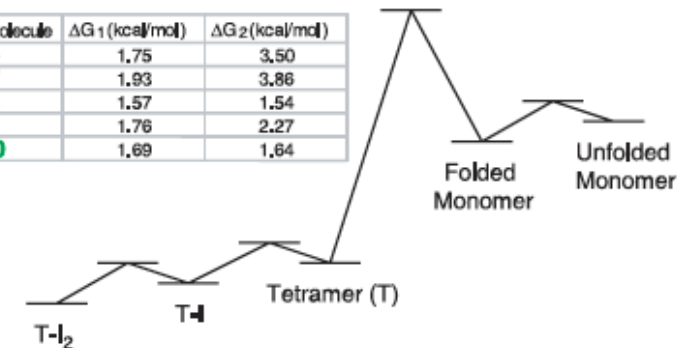 ΔG₁(kcal/mol) ΔG₂(kcal/mol)
1.75 3.50
1.93 3.86
1.57 1.54
1.76 2.27
0 1.69 1.64
Folded
Monomer
Unfolded
Monomer
Tetramer (T)
T-I
T-I₂